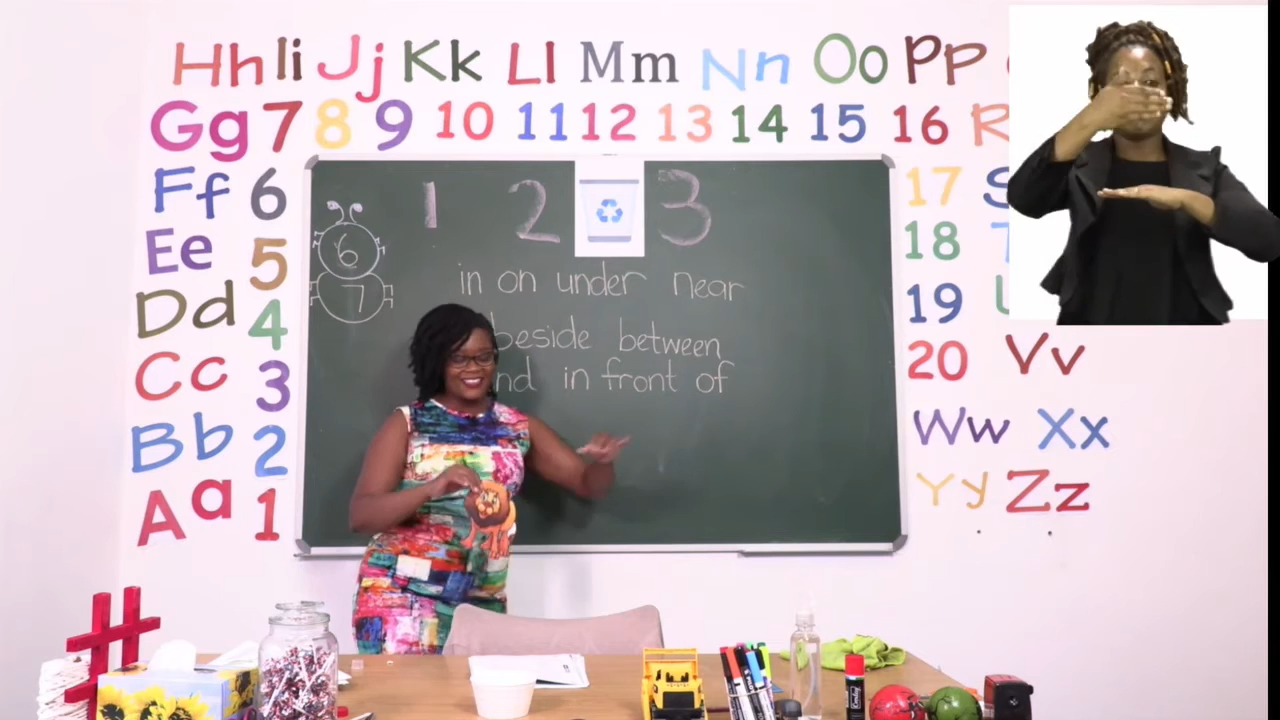 Hh Ii Jj Kk Ll Mm Nn Oo Pp
Gg 7 8 9 10 11 12 13 14 15 16 R
Ff 6 17 S
Ee 5 18
Dd 4 19
Cc 3 20 Vv
Bb 2 Ww Xx
Aa 1 Yy Zz
1 2 3
6
7
in on under near
beside between
nd in front of